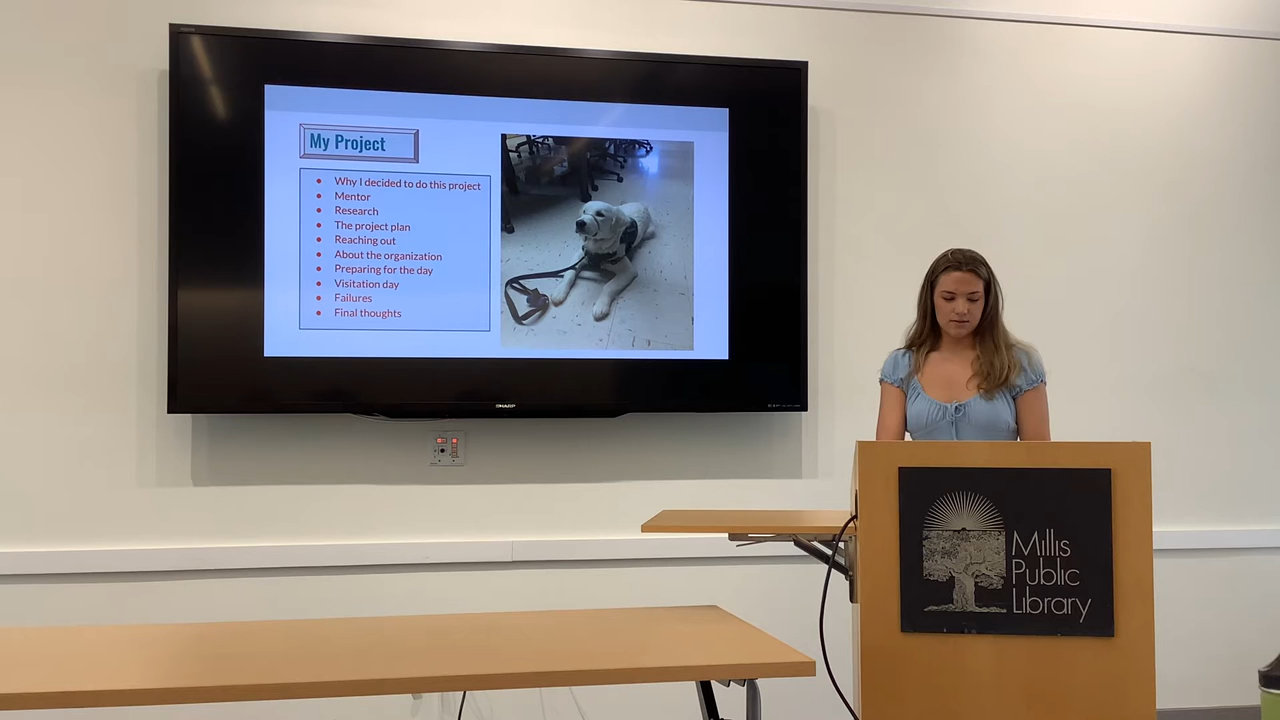 My Project
Why I decided to do this project
Mentor
Research
The project plan
Reaching out
About the organization
Preparing for the day
Visitation day
Failures
Final thoughts
SHARP
Millis
Public
Library